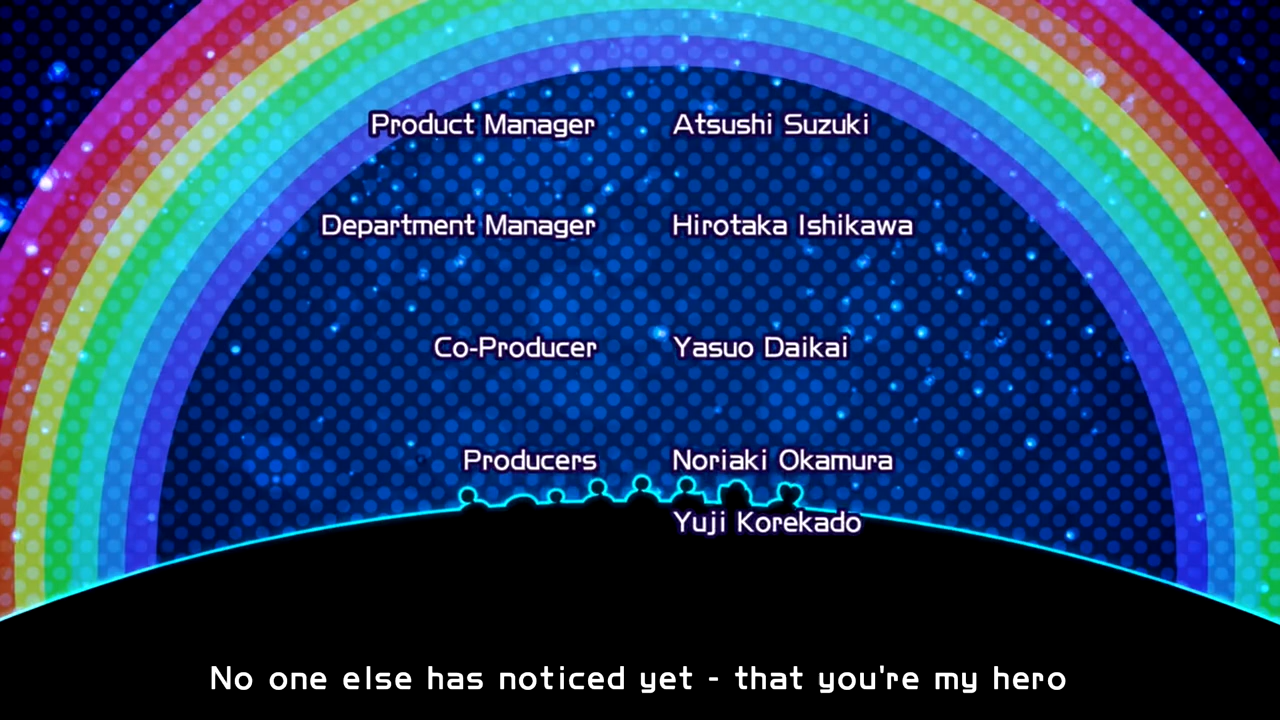 Product Manager Atsushi Suzuki
Department Manager Hirotaka Ishikawa
Co-Producer Yasuo Daikai
Producers Noriaki Okamura
Yuji Korekado
No one else has noticed yet - that you're my hero